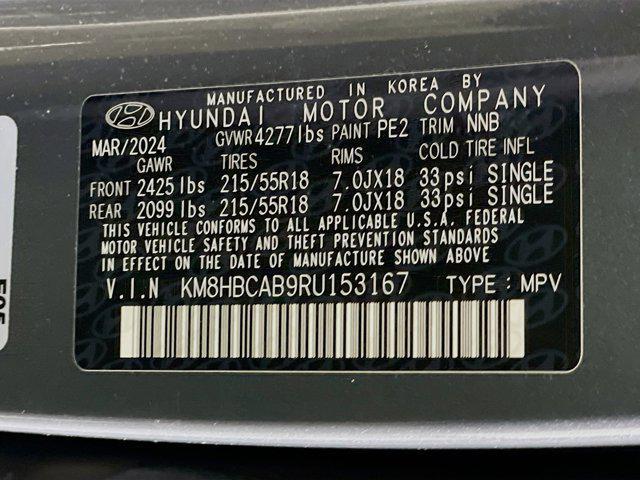 MANUFACTURED IN KOREA BY
HYUNDAI MOTOR COMPANY
MAR/2024 GVWR 4277lbs PAINT PE2 TRIM NNB
GAWR TIRES RIMS COLD TIRE INFL
FRONT 2425 lbs 215/55R18 7.0JX18 33psi SINGLE
REAR 2099 lbs 215/55R18 7.0JX18 33psi SINGLE
THIS VEHICLE CONFORMS TO ALL APPLICABLE U.S.A. FEDERAL
MOTOR VEHICLE SAFETY AND THEFT PREVENTION STANDARDS
IN EFFECT ON THE DATE OF MANUFACTURE SHOWN ABOVE.
V.I.N KM8HBCAB9RU153167 TYPE : MPV